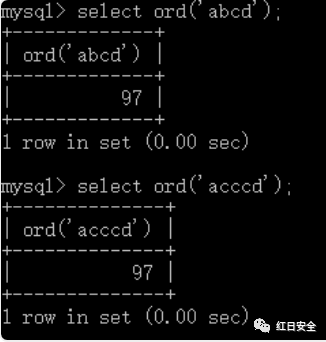 mysql> select ord('abcd');
+-------------+
| ord('abcd') |
+-------------+
|          97 |
+-------------+
1 row in set (0.00 sec)
mysql> select ord('acccd');
+--------------+
| ord('acccd') |
+--------------+
|           97 |
+--------------+
1 row in set (0.00 sec)
红日安全